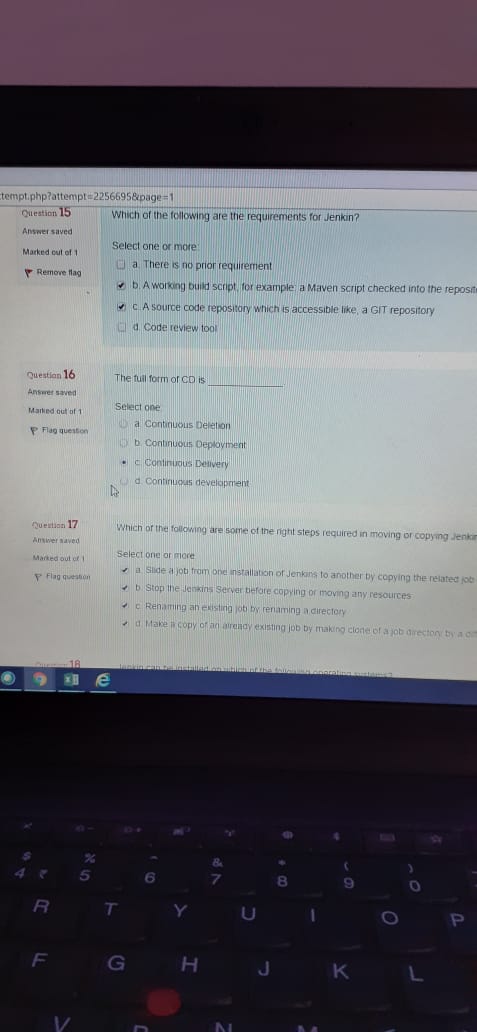 tempt.php?attempt=2256695&page=1
Question 15
Answer saved
Marked out of 1
Remove flag
Which of the following are the requirements for Jenkin?
Select one or more:
a. There is no prior requirement
b. A working build script, for example: a Maven script checked into the reposit
c. A source code repository which is accessible like, a GIT repository
d. Code review tool
Question 16
Answer saved
Marked out of 1
Flag question
The full form of CD is ______________.
Select one:
a. Continuous Deletion
b. Continuous Deployment
c. Continuous Delivery
d. Continuous development
Question 17
Answer saved
Marked out of 1
Flag question
Which of the following are some of the right steps required in moving or copying Jenkin
Select one or more
a. Slide a job from one installation of Jenkins to another by copying the related job
b. Stop the Jenkins Server before copying or moving any resources
c. Renaming an existing job by renaming a directory
d. Make a copy of an already existing job by making clone of a job directory by a dif
Question 18
Jenkin can be installed on which of the following operating systems?
$ % & * ( )
4 ₹ 5 6 7 8 9 0
R T Y U I O P
F G H J K L
V N